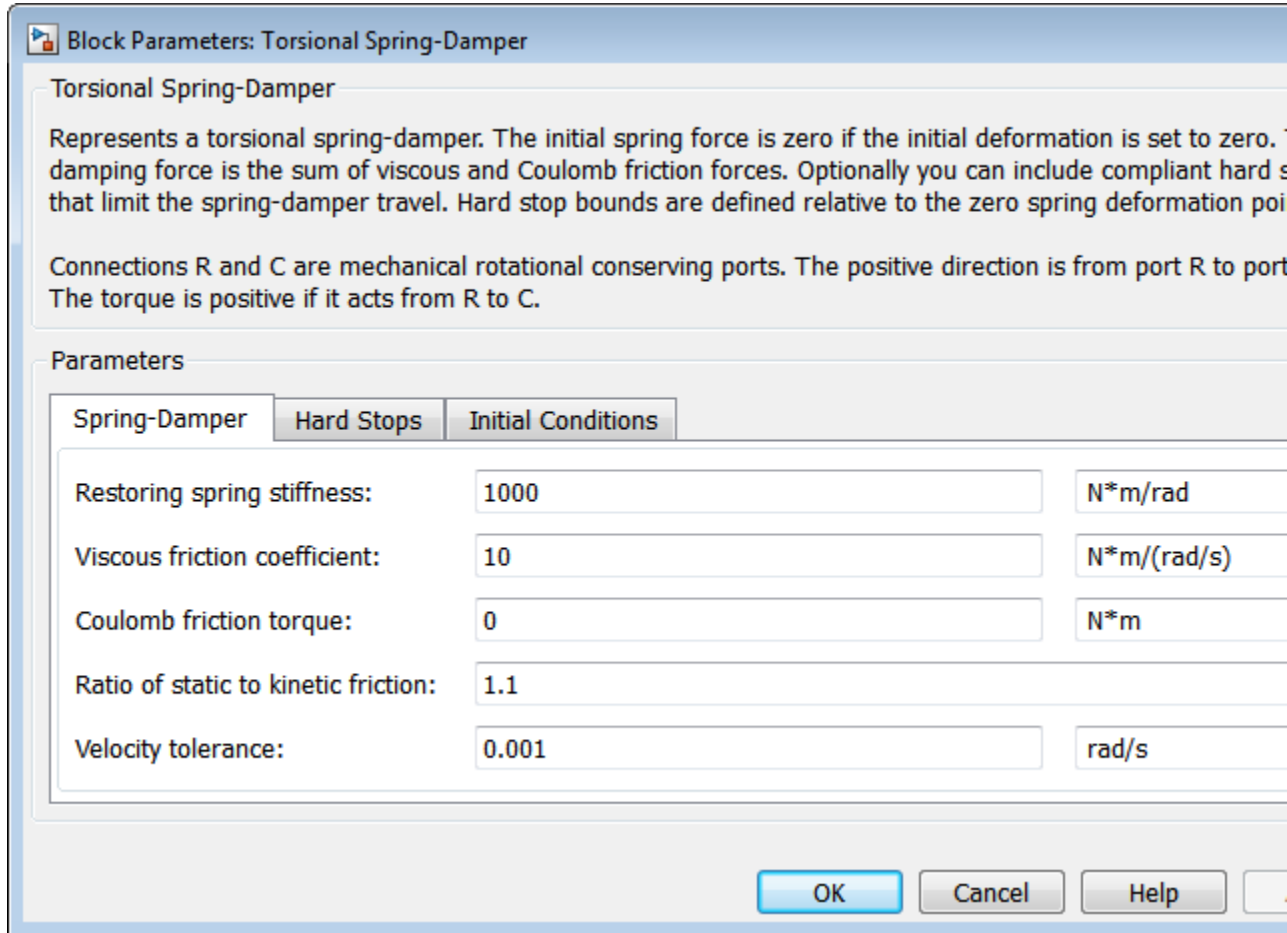 Block Parameters: Torsional Spring-Damper
Torsional Spring-Damper
Represents a torsional spring-damper. The initial spring force is zero if the initial deformation is set to zero.
damping force is the sum of viscous and Coulomb friction forces. Optionally you can include compliant hard
that limit the spring-damper travel. Hard stop bounds are defined relative to the zero spring deformation
Connections R and C are mechanical rotational conserving ports. The positive direction is from port R to port
The torque is positive if it acts from R to C.
Parameters
Spring-Damper Hard Stops Initial Conditions
Restoring spring stiffness: 1000 N*m/rad
Viscous friction coefficient: 10 N*m/(rad/s)
Coulomb friction torque: 0 N*m
Ratio of static to kinetic friction: 1.1
Velocity tolerance: 0.001 rad/s
OK Cancel Help